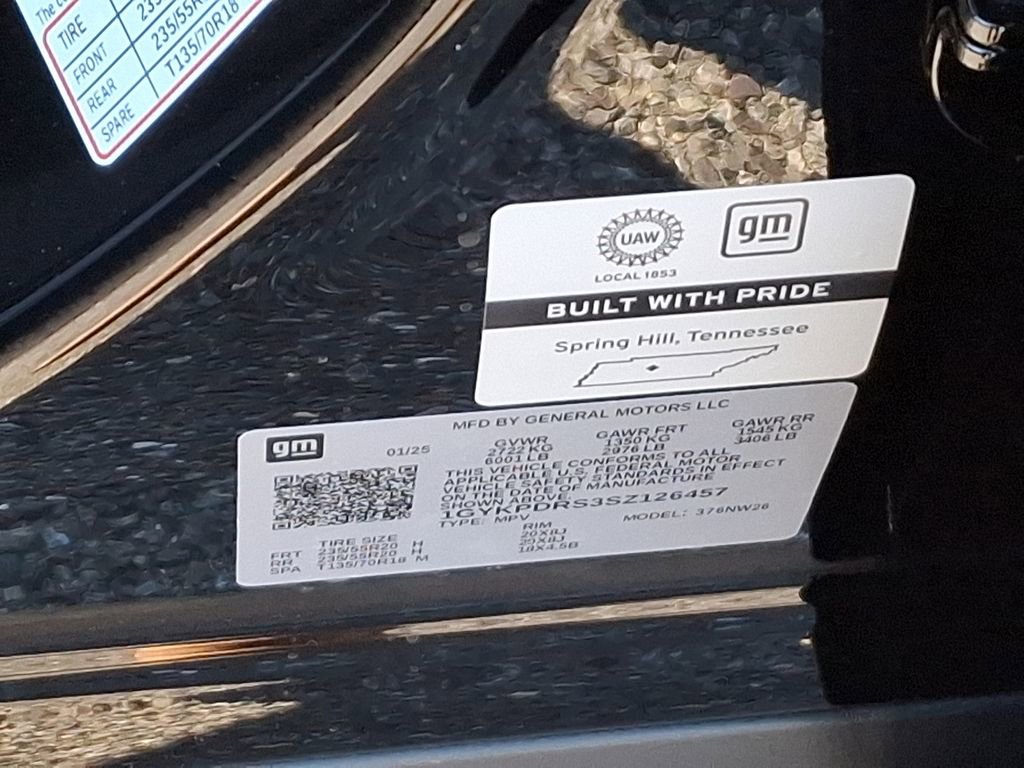 TIRE
FRONT 235/55R
REAR
SPARE T135/70R18
UAW
LOCAL 1853
gm
BUILT WITH PRIDE
Spring Hill, Tennessee
gm
01/25
MFD BY GENERAL MOTORS LLC
GVWR GAWR FRT GAWR RR
2722 KG 1350 KG 1545 KG
6001 LB 2976 LB 3406 LB
THIS VEHICLE CONFORMS TO ALL
APPLICABLE U.S. FEDERAL MOTOR
VEHICLE SAFETY STANDARDS IN EFFECT
ON THE DATE OF MANUFACTURE
SHOWN ABOVE.
1GYKPDRS3SZ126457
TYPE: MPV MODEL: 376NW26
TIRE SIZE RIM
FRT 235/55R20 H 20X8J
RR 235/55R20 H 20X8J
SPA T135/70R18 M 18X4.5B